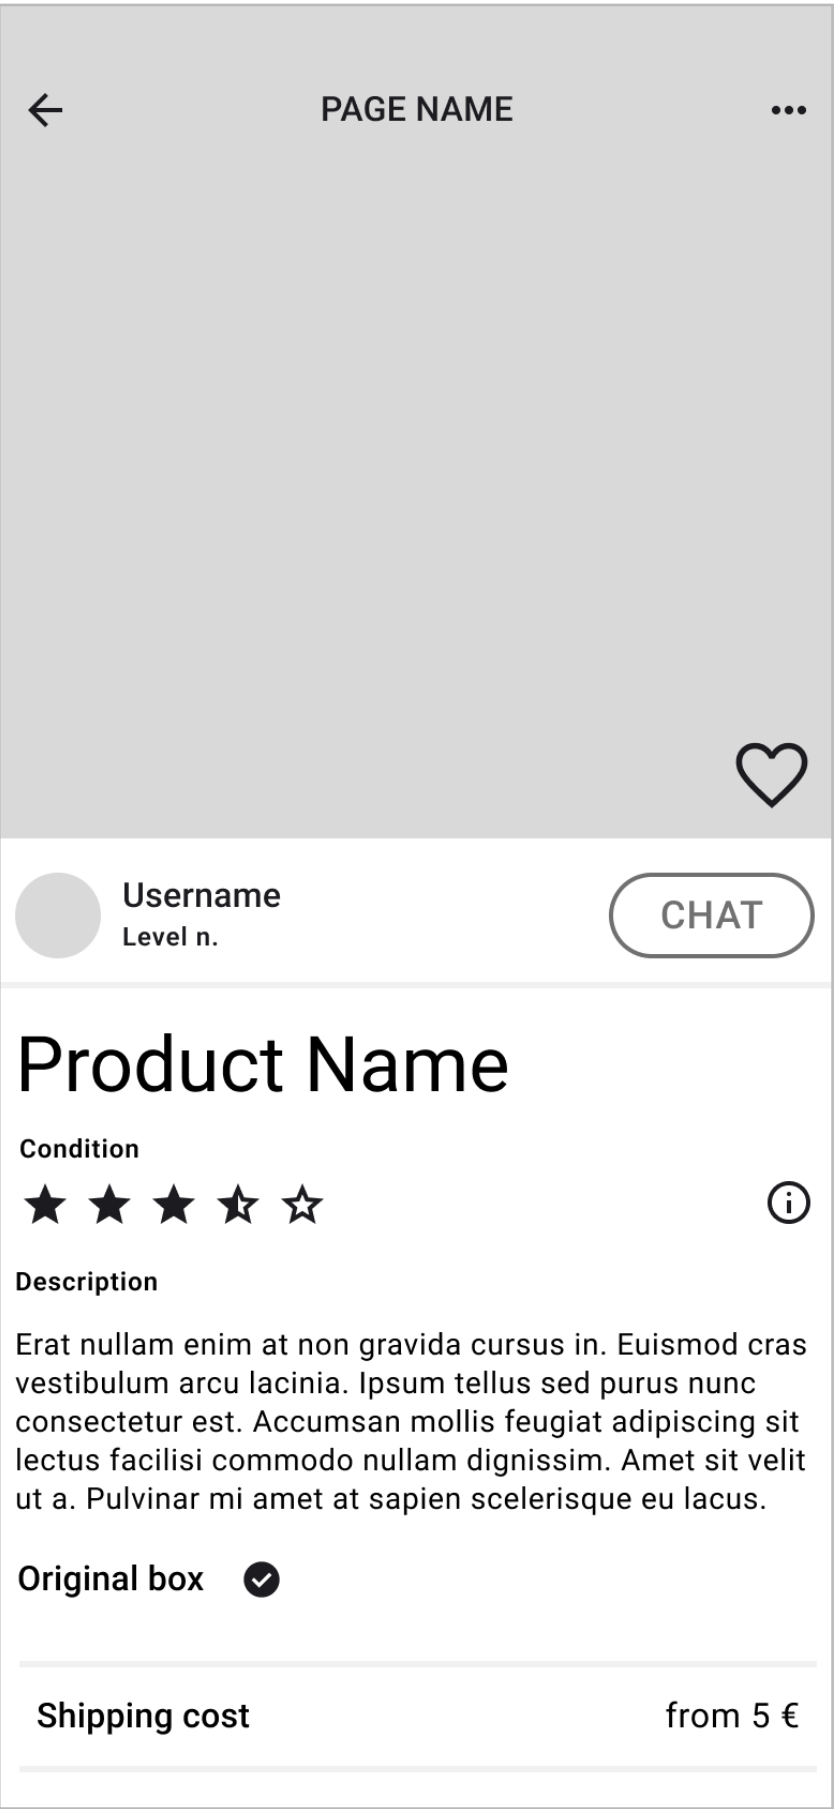 PAGE NAME
Username
CHAT
Level n.
Product Name
Condition
Description
Erat nullam enim at non gravida cursus in. Euismod cras
vestibulum arcu lacinia. Ipsum tellus sed purus nunc
consectetur est. Accumsan mollis feugiat adipiscing sit
lectus facilisi commodo nullam dignissim. Amet sit velit
ut a. Pulvinar mi amet at sapien scelerisque eu lacus.
Original box
Shipping cost from 5 €